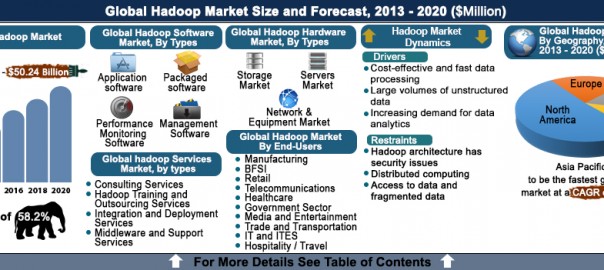 Global Hadoop Market Size and Forecast, 2013 - 2020 ($Million)
adoop Market
- $50.24 Billion
2016 2018 2020
of 58.2%
Global Hadoop Software
Market, By Types
Application
software
Packaged
software
Performance
Monitoring
Software
Management
Software
Global hadoop Services
Market, by types
• Consulting Services
• Hadoop Training and
Outsourcing Services
• Integration and Deployment
Services
• Middleware and Support
Services
Global Hadoop Hardware
Market, By Types
Storage
Market
Servers
Market
Network &
Equipment Market
Global Hadoop Market
By End-Users
• Manufacturing
• BFSI
• Retail
• Telecommunications
• Healthcare
• Government Sector
• Media and Entertainment
• Trade and Transportation
• IT and ITES
• Hospitality / Travel
Hadoop Market
Dynamics
Drivers
• Cost-effective and fast data
processing
• Large volumes of unstructured
data
• Increasing demand for data
analytics
Restraints
• Hadoop architecture has
security issues
• Distributed computing
• Access to data and
fragmented data
Global Hadoo
By Geography
2013 - 2020 ($
Europe
North
America
Asia Pacific
to be the fastest g
market at a CAGR
For More Details See Table of Contents